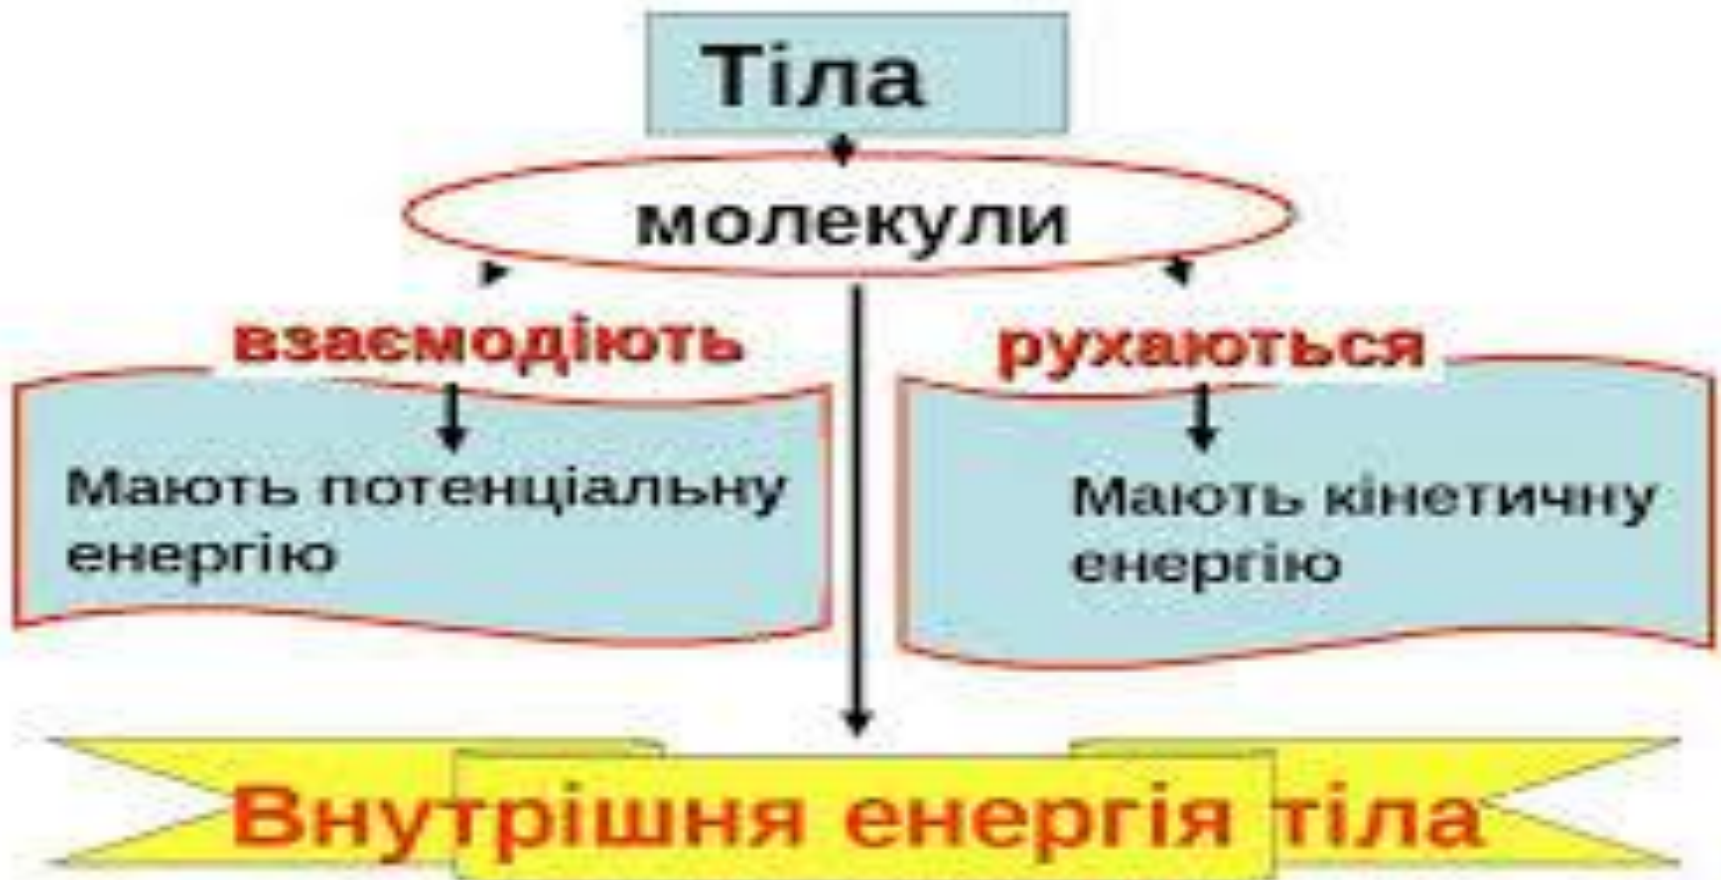 Тіла
молекули
взаємодіють
рухаються
Мають потенціальну
енергію
Мають кінетичну
енергію
Внутрішня енергія тіла